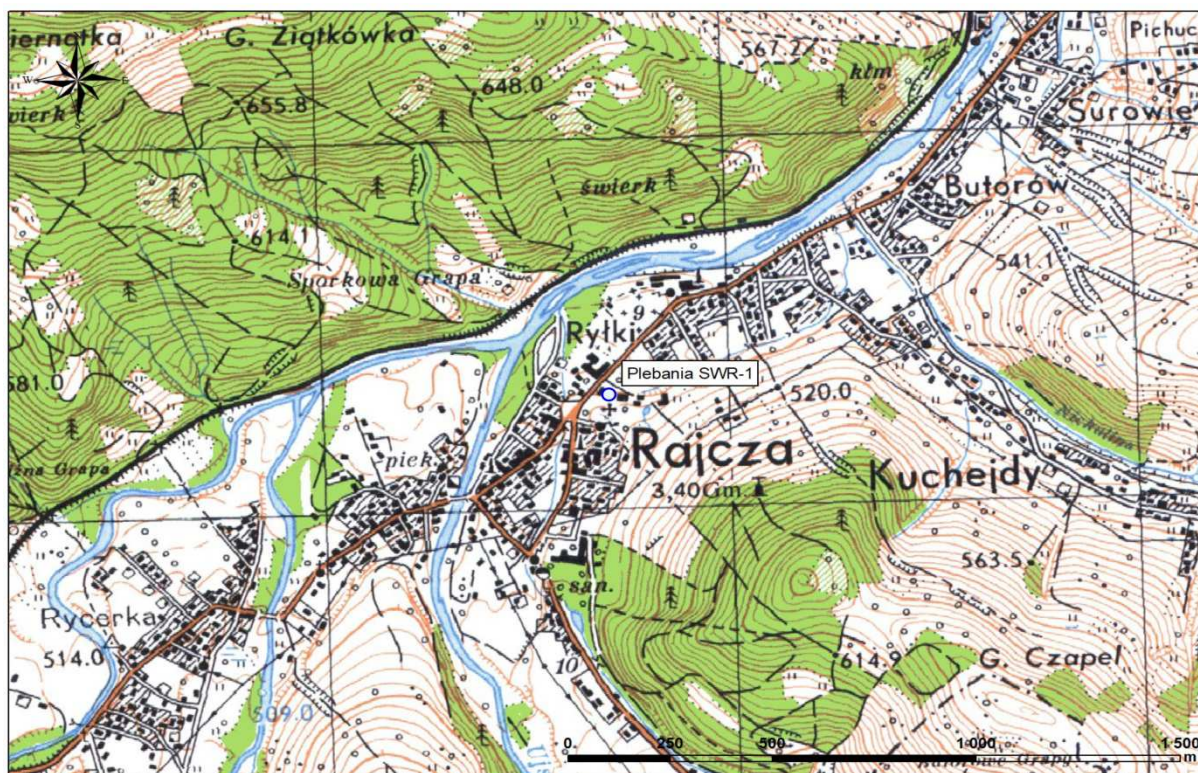 G. Ziątkówka
567.2
Pichuc
klm
648.0
655.8
Surowie
świerk
Butorów
614.1
541.1
Sporkowa Grapa
9
Ryłki
Plebania SWR-1
520.0
Rajcza
piek.
3,40Gm.
Kuchejdy
563.5
san.
Rycerka
514.0
614.9
G. Czapel
10
509.0
0 250 500 1 000 1 500
m